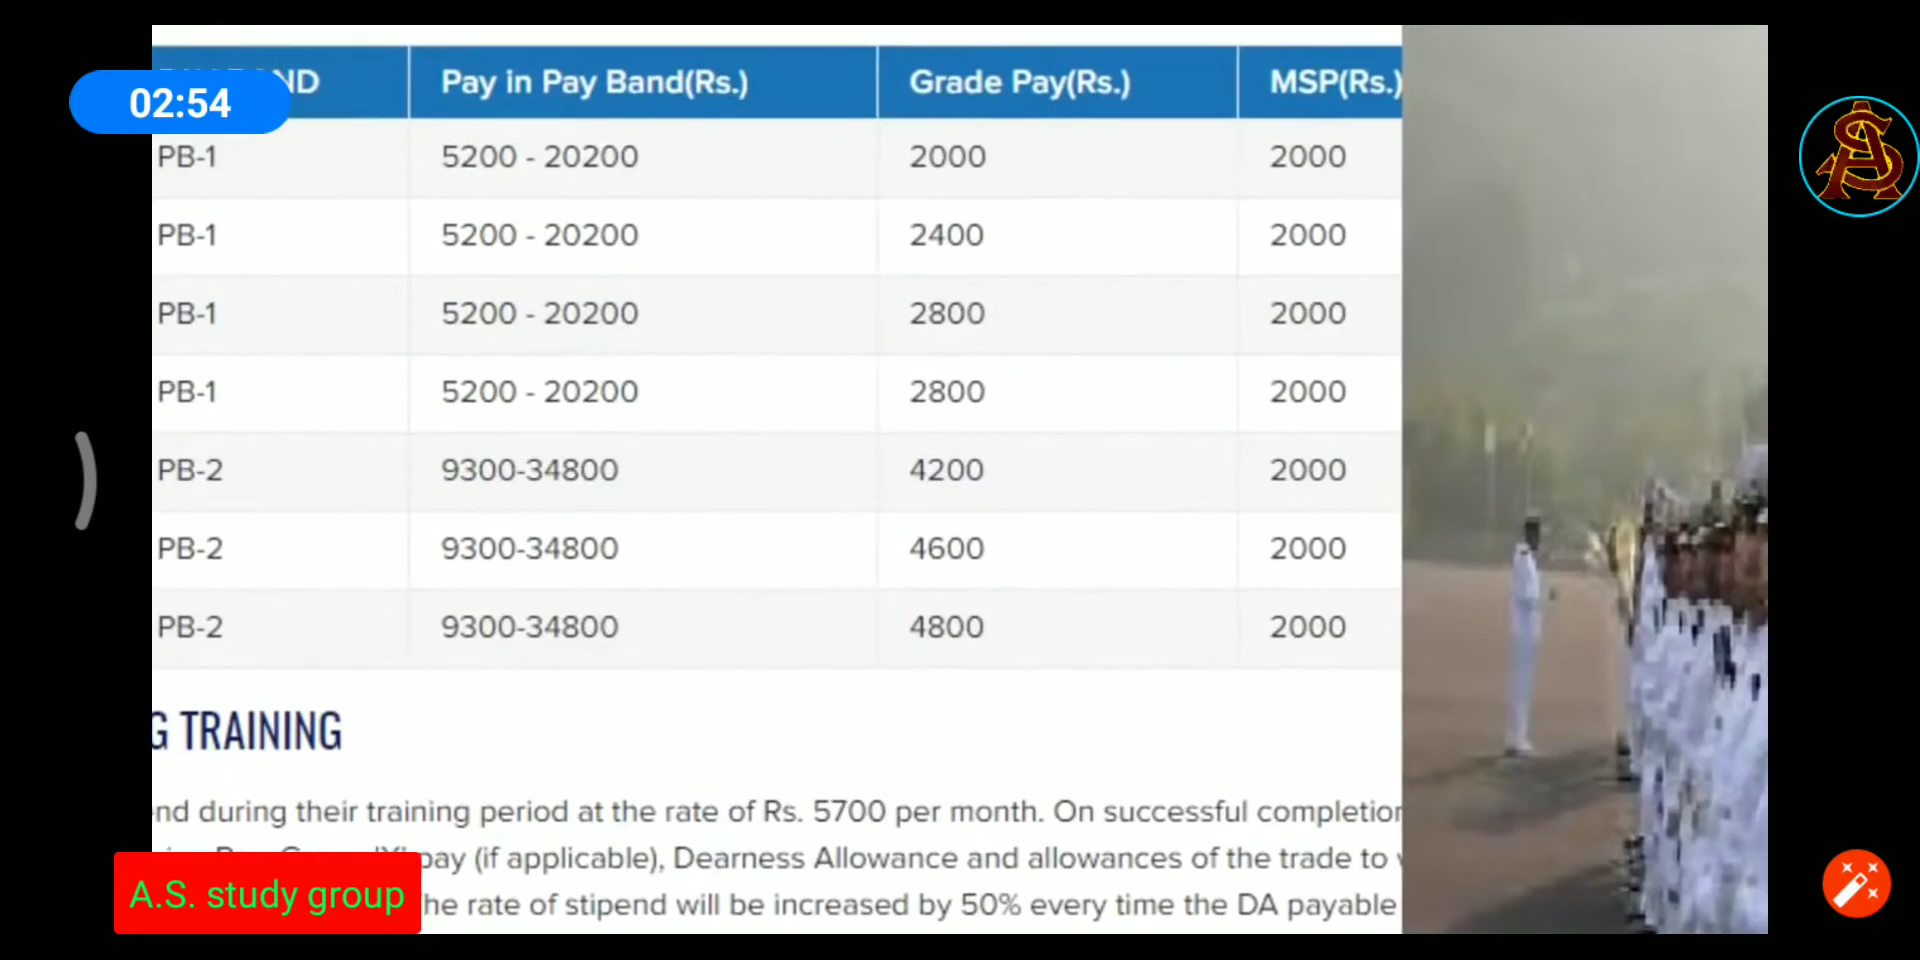 ND Pay in Pay Band(Rs.) Grade Pay(Rs.) MSP(Rs.)
02:54
PB-1 5200 - 20200 2000 2000
PB-1 5200 - 20200 2400 2000
PB-1 5200 - 20200 2800 2000
PB-1 5200 - 20200 2800 2000
PB-2 9300-34800 4200 2000
PB-2 9300-34800 4600 2000
PB-2 9300-34800 4800 2000
G TRAINING
nd during their training period at the rate of Rs. 5700 per month. On successful completion
pay (if applicable), Dearness Allowance and allowances of the trade to
A.S. study group
he rate of stipend will be increased by 50% every time the DA payable